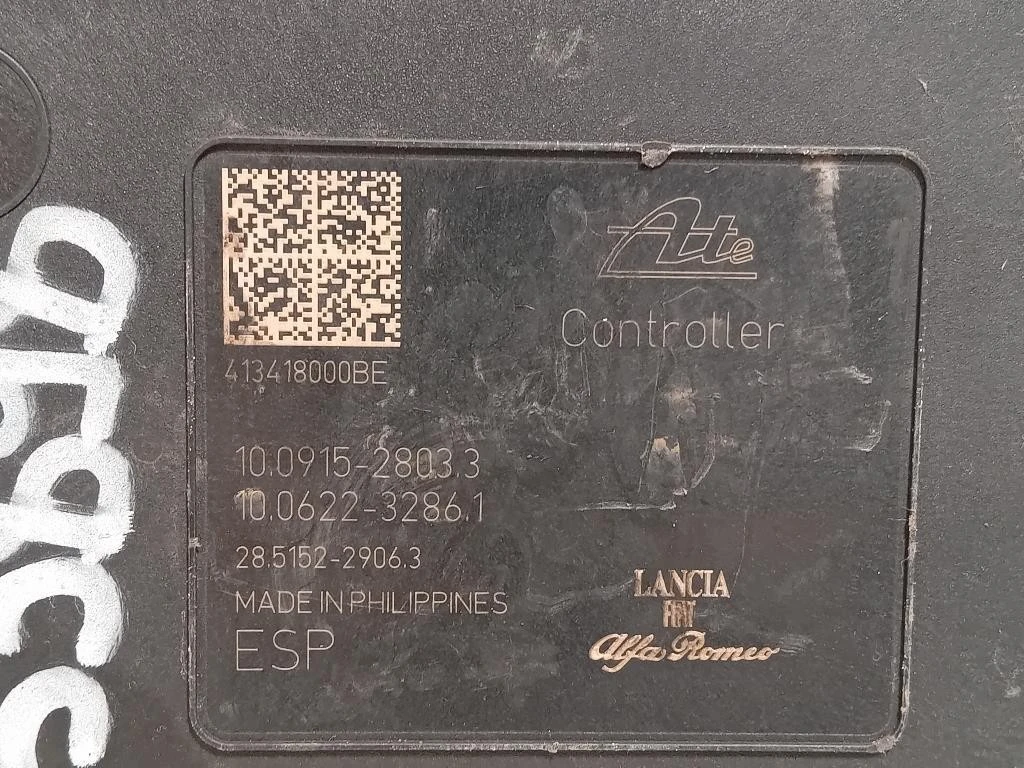 Ate
Controller
413418000BE
10.0915-2803.3
10.0622-3286.1
28.5152-2906.3
MADE IN PHILIPPINES
ESP
LANCIA
FIAT
Alfa Romeo